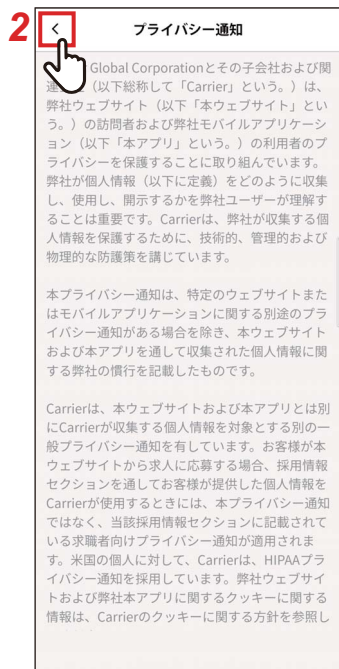 2
プライバシー通知
Global Corporationとその子会社および関
連 （以下総称して「Carrier」という。）は、
弊社ウェブサイト（以下「本ウェブサイト」とい
う。）の訪問者および弊社モバイルアプリケーシ
ョン（以下「本アプリ」という。）の利用者のプ
ライバシーを保護することに取り組んでいます。
弊社が個人情報（以下に定義）をどのように収集
し、使用し、開示するかを弊社ユーザーが理解す
ることは重要です。Carrierは、弊社が収集する個
人情報を保護するために、技術的、管理的および
物理的な防護策を講じています。
本プライバシー通知は、特定のウェブサイトまた
はモバイルアプリケーションに関する別途のプラ
イバシー通知がある場合を除き、本ウェブサイト
および本アプリを通して収集された個人情報に関
する弊社の慣行を記載したものです。
Carrierは、本ウェブサイトおよび本アプリとは別
にCarrierが収集する個人情報を対象とする別の一
般プライバシー通知を有しています。お客様が本
ウェブサイトから求人に応募する場合、採用情報
セクションを通してお客様が提供した個人情報を
Carrierが使用するときには、本プライバシー通知
ではなく、当該採用情報セクションに記載されて
いる求職者向けプライバシー通知が適用されま
す。米国の個人に対して、Carrierは、HIPAAプラ
イバシー通知を採用しています。弊社ウェブサイ
トおよび弊社本アプリに関するクッキーに関する
情報は、Carrierのクッキーに関する方針を参照し